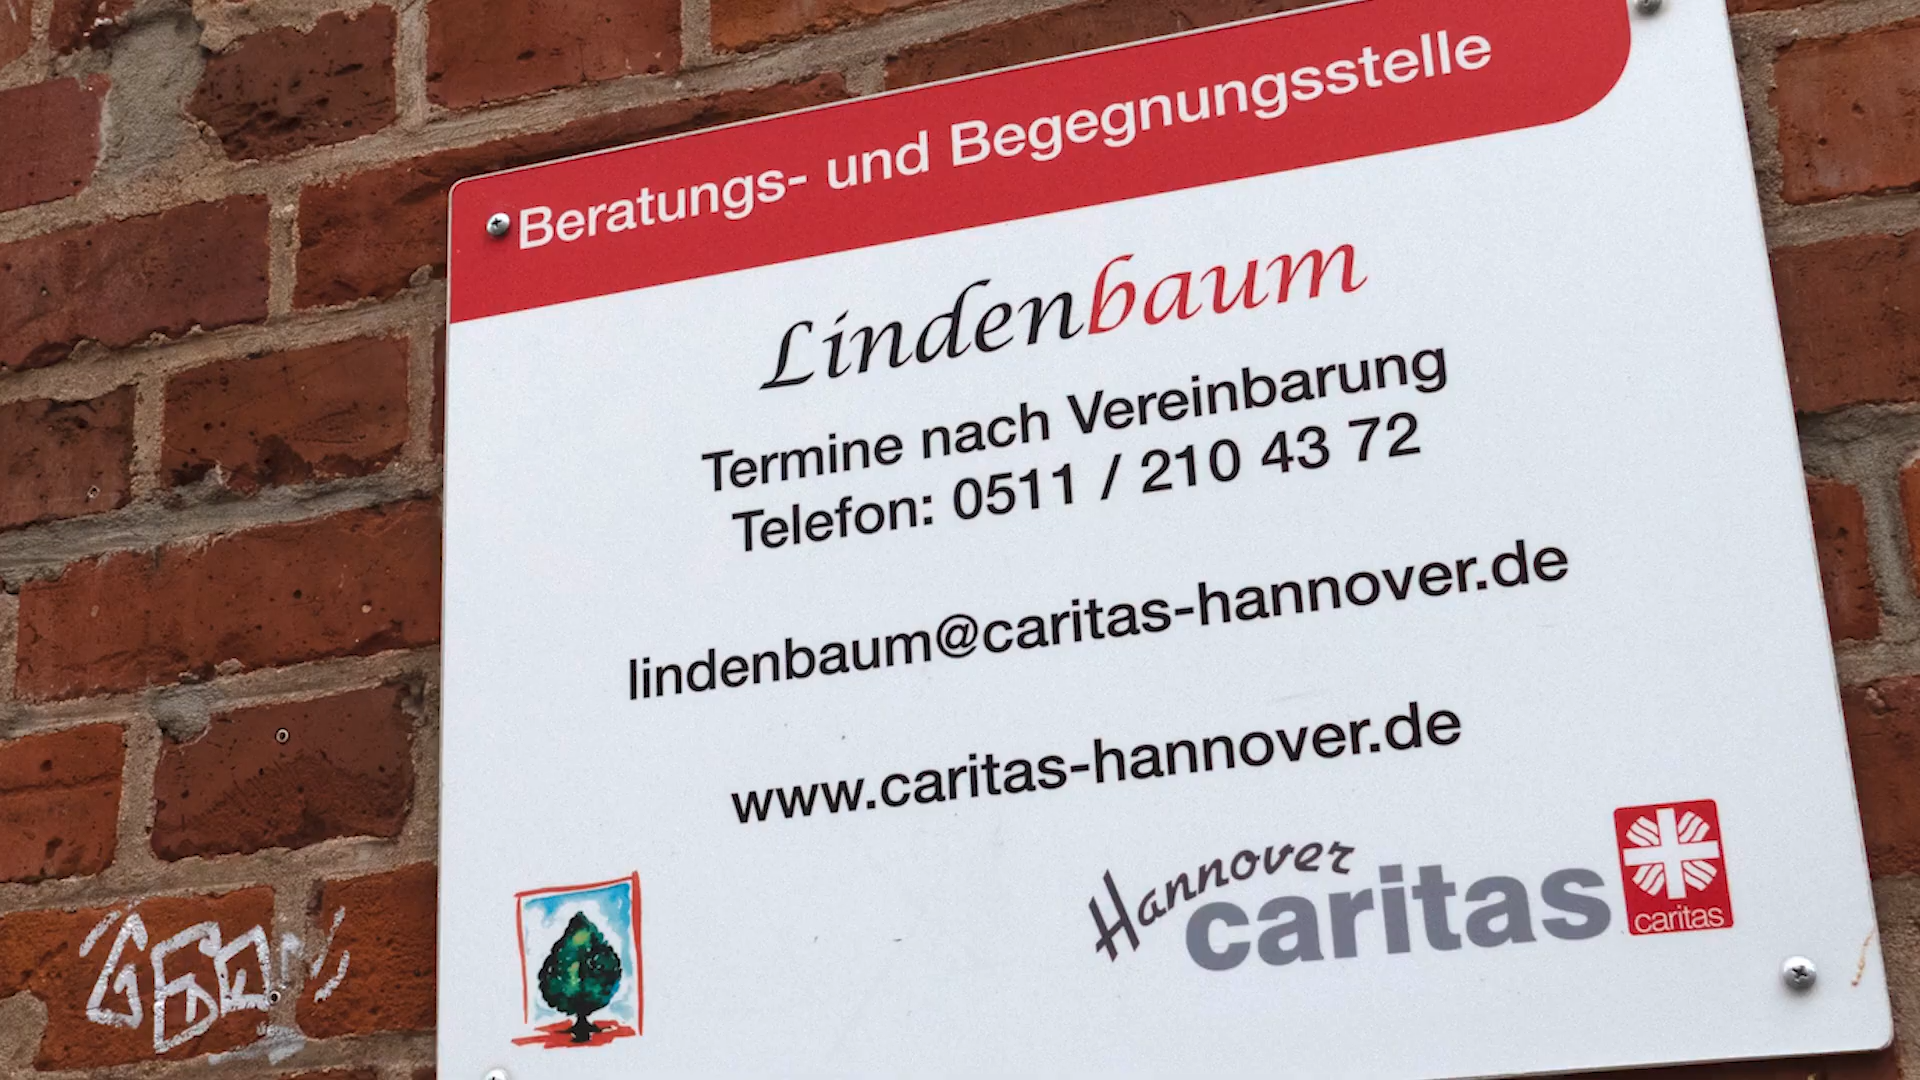 Beratungs- und Begegnungsstelle
Lindenbaum
Termine nach Vereinbarung
Telefon: 0511 / 210 43 72
lindenbaum@caritas-hannover.de
www.caritas-hannover.de
Hannover
caritas
caritas